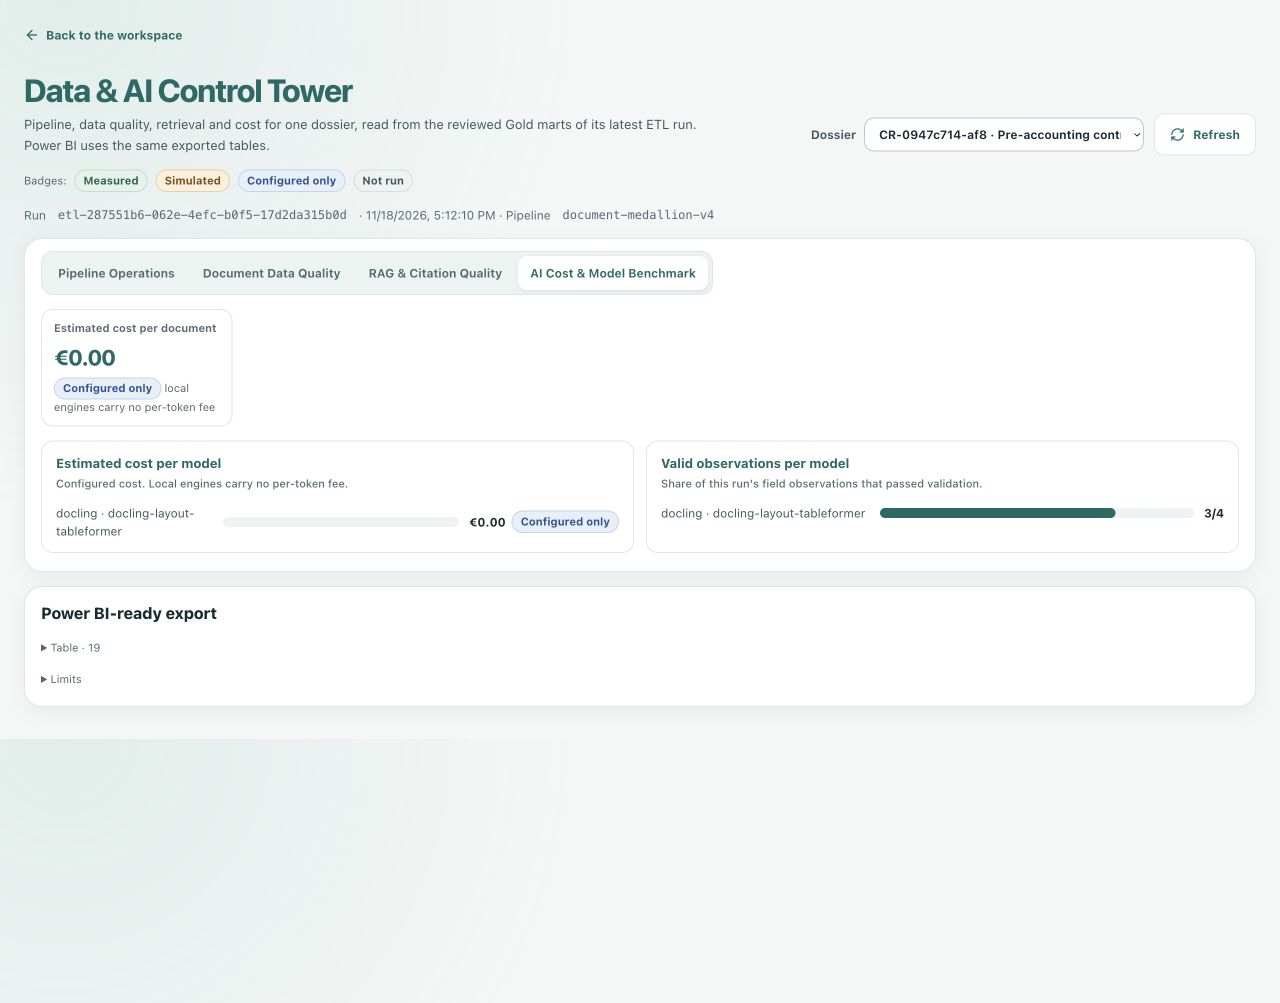 Back to the workspace
Data & AI Control Tower
Pipeline, data quality, retrieval and cost for one dossier, read from the reviewed Gold marts of its latest ETL run.
Power BI uses the same exported tables.
Dossier
CR-0947c714-af8 · Pre-accounting cont
Refresh
Badges: Measured Simulated Configured only Not run
Run etl-287551b6-062e-4efc-b0f5-17d2da315b0d · 11/18/2026, 5:12:10 PM · Pipeline document-medallion-v4
Pipeline Operations
Document Data Quality
RAG & Citation Quality
AI Cost & Model Benchmark
Estimated cost per document
€0.00
Configured only local
engines carry no per-token fee
Estimated cost per model
Configured cost. Local engines carry no per-token fee.
docling · docling-layout-
tableformer
€0.00 Configured only
Valid observations per model
Share of this run's field observations that passed validation.
docling · docling-layout-tableformer
3/4
Power BI-ready export
Table · 19
Limits